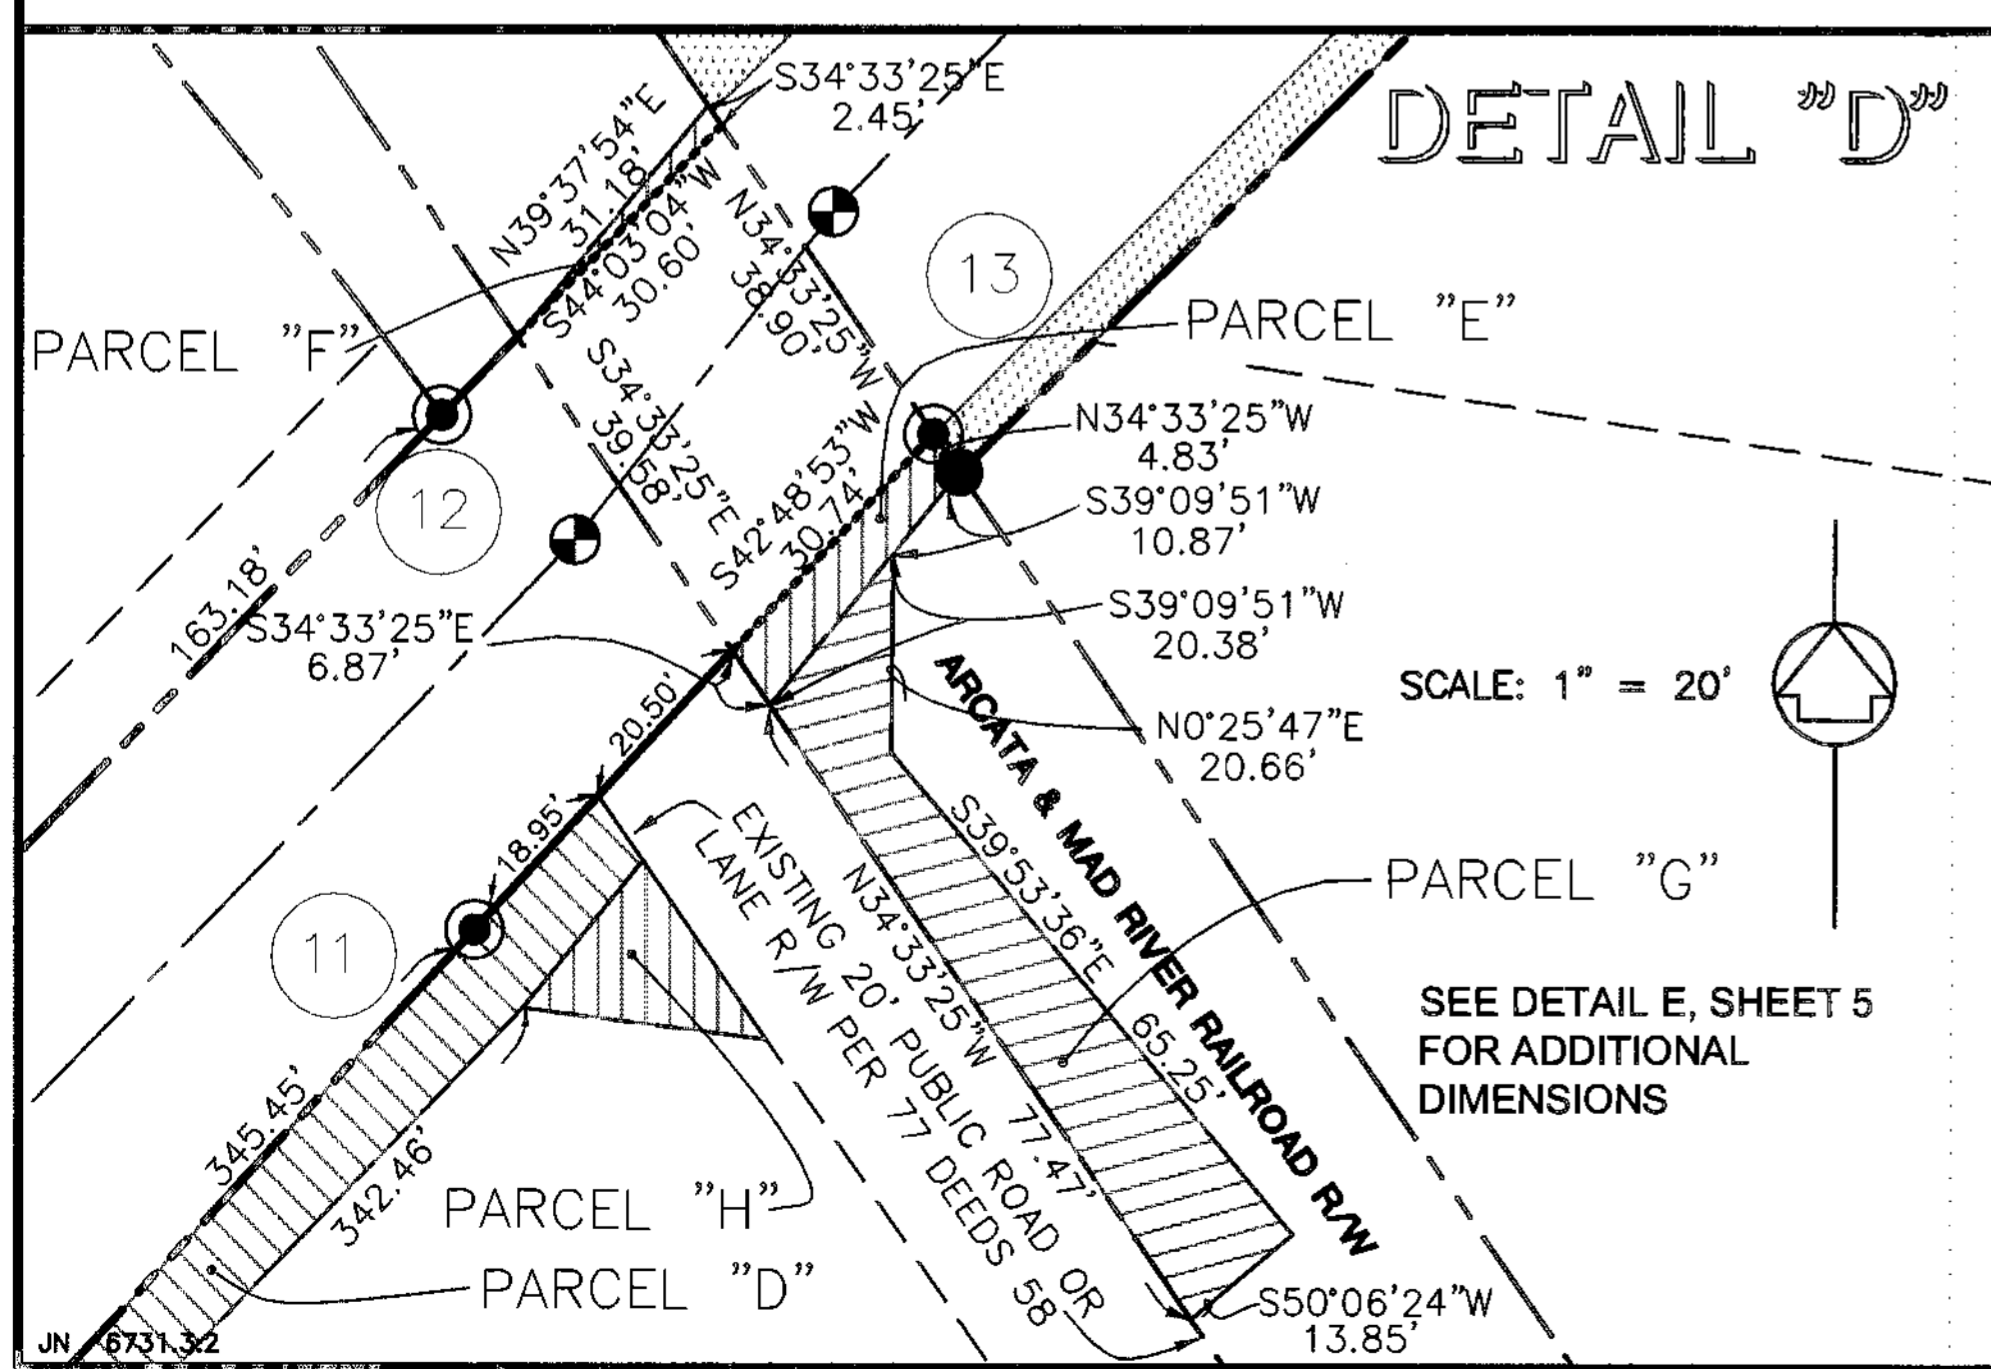 DETAIL "D"
S34°33'25"E
2.45'
N39°37'54"E
31.18'
S44°03'04"W
30.60'
N34°33'25"W
38.90'
13
PARCEL "E"
PARCEL "F"
S34°33'25"E
39.58'
S42°48'53"W
30.74'
N34°33'25"W
4.83'
S39°09'51"W
10.87'
12
163.18'
S34°33'25"E
6.87'
S39°09'51"W
20.38'
SCALE: 1" = 20'
20.50'
N0°25'47"E
20.66'
ARCATA & MAD RIVER RAILROAD R/W
18.95'
EXISTING 20' PUBLIC ROAD OR
LANE R/W PER 77 DEEDS 58
N34°33'25"W 77.47'
S39°53'36"E 65.25'
PARCEL "G"
11
SEE DETAIL E, SHEET 5
FOR ADDITIONAL
DIMENSIONS
345.45'
342.46'
PARCEL "H"
PARCEL "D"
S50°06'24"W
13.85'
JN 6731.3.2